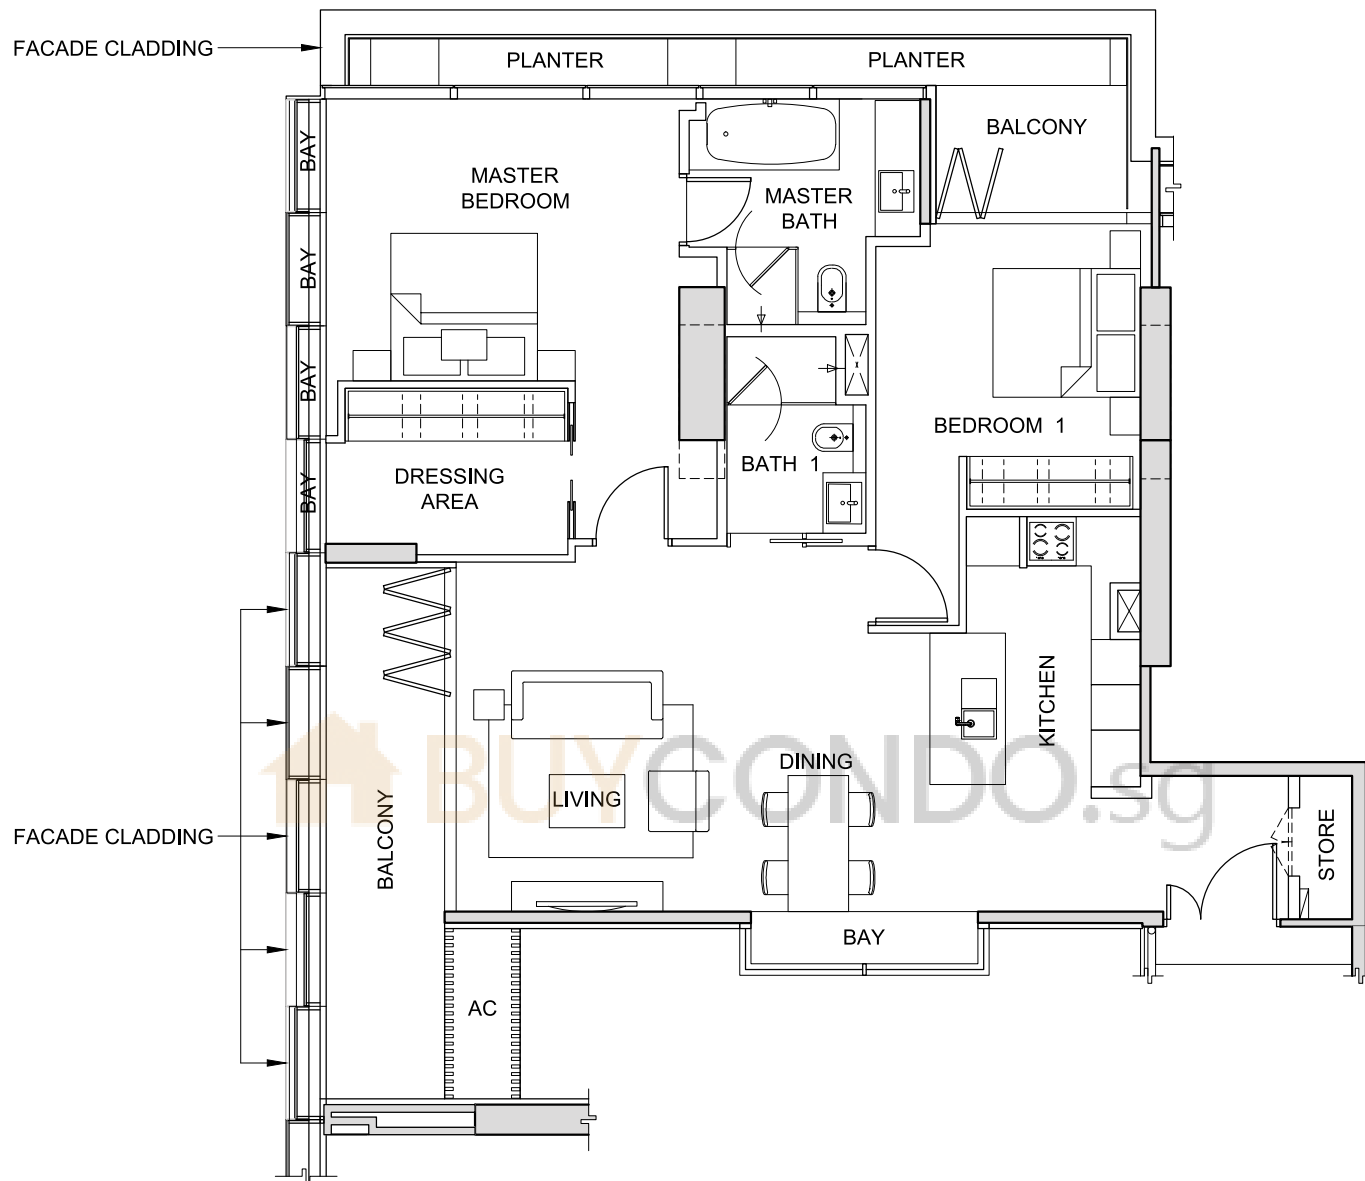 FACADE CLADDING
PLANTER
PLANTER
BALCONY
BAY
MASTER
BEDROOM
MASTER
BATH
BAY
BAY
BEDROOM 1
BATH 1
BAY
DRESSING
AREA
KITCHEN
BUYCONDO.sg
DINING
LIVING
FACADE CLADDING
BALCONY
STORE
BAY
AC